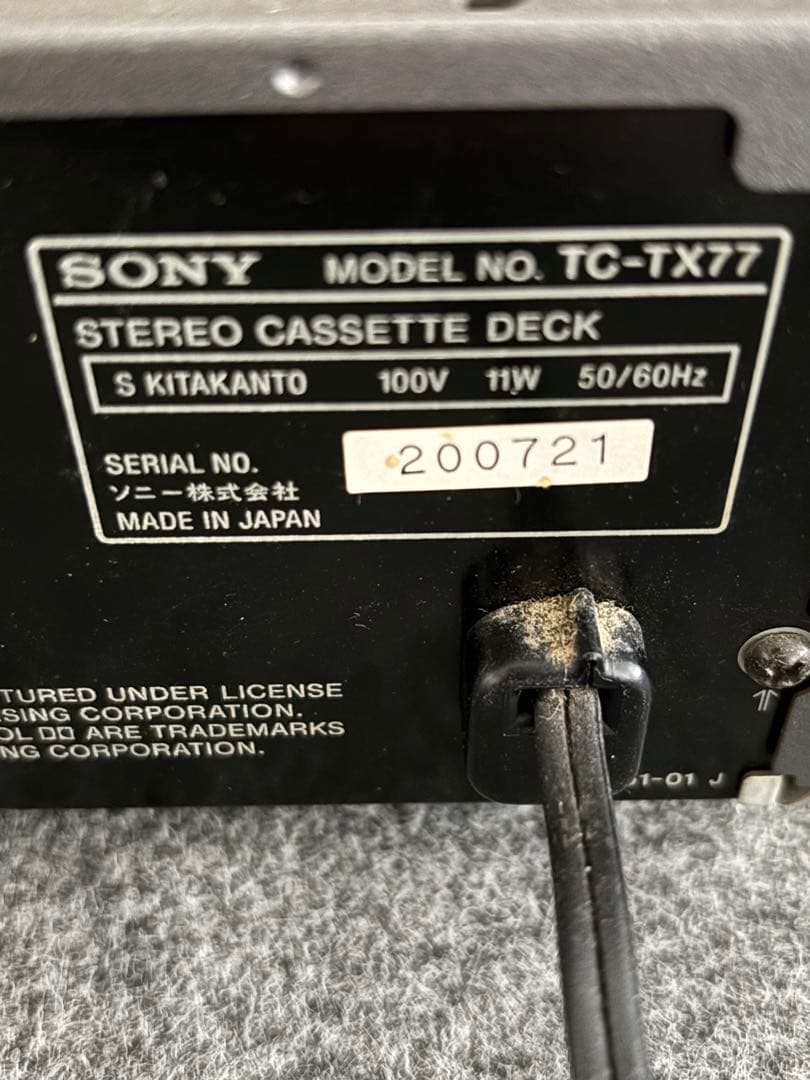 SONY MODEL NO. TC-TX77
STEREO CASSETTE DECK
S KITAKANTO 100V 11W 50/60Hz
SERIAL NO. 200721
ソニー株式会社
MADE IN JAPAN
TURED UNDER LICENSE
SING CORPORATION.
OL DD ARE TRADEMARKS
NG CORPORATION.
1-01 J